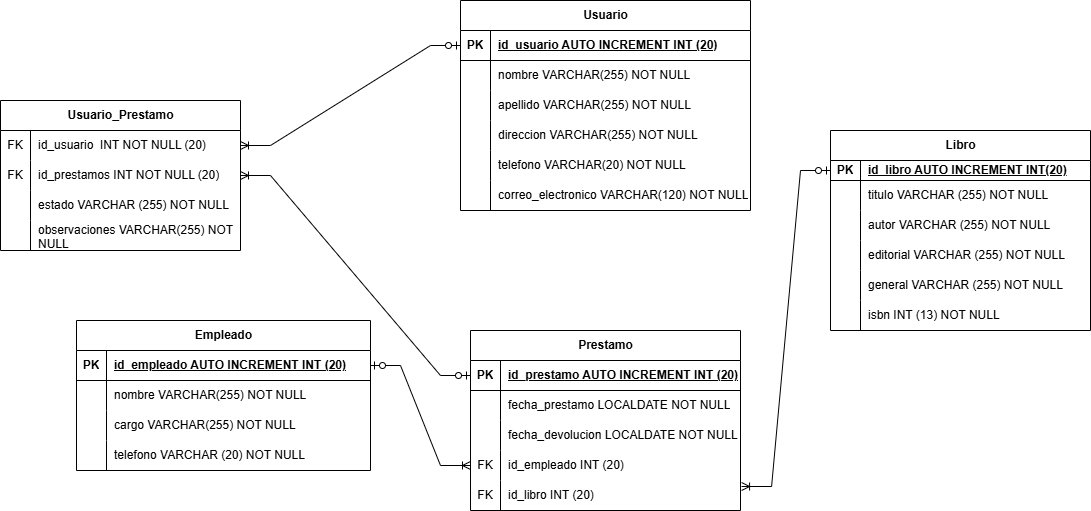 Usuario
PK id_usuario AUTO INCREMENT INT (20)
nombre VARCHAR(255) NOT NULL
apellido VARCHAR(255) NOT NULL
direccion VARCHAR(255) NOT NULL
telefono VARCHAR(20) NOT NULL
correo_electronico VARCHAR(120) NOT NULL
Usuario_Prestamo
FK id_usuario INT NOT NULL (20)
FK id_prestamos INT NOT NULL (20)
estado VARCHAR (255) NOT NULL
observaciones VARCHAR(255) NOT
NULL
Libro
PK id_libro AUTO INCREMENT INT(20)
titulo VARCHAR (255) NOT NULL
autor VARCHAR (255) NOT NULL
editorial VARCHAR (255) NOT NULL
general VARCHAR (255) NOT NULL
isbn INT (13) NOT NULL
Empleado
PK id_empleado AUTO INCREMENT INT (20)
nombre VARCHAR(255) NOT NULL
cargo VARCHAR(255) NOT NULL
telefono VARCHAR (20) NOT NULL
Prestamo
PK id_prestamo AUTO INCREMENT INT (20)
fecha_prestamo LOCALDATE NOT NULL
fecha_devolucion LOCALDATE NOT NULL
FK id_empleado INT (20)
FK id_libro INT (20)